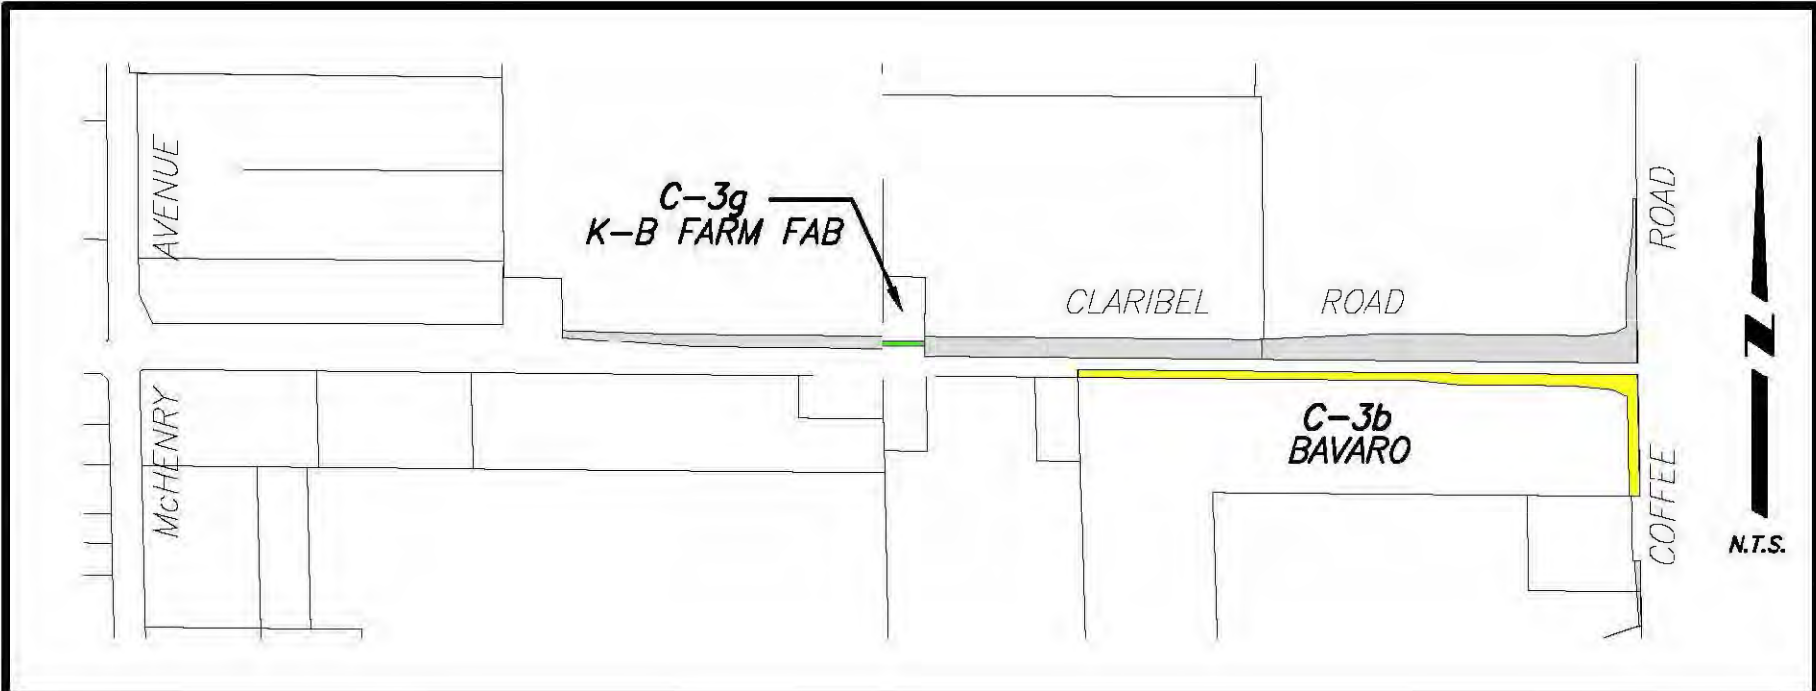 AVENUE
McHENRY
C-3g
K-B FARM FAB
CLARIBEL ROAD
C-3b
BAVARO
ROAD
COFFEE
N.T.S.